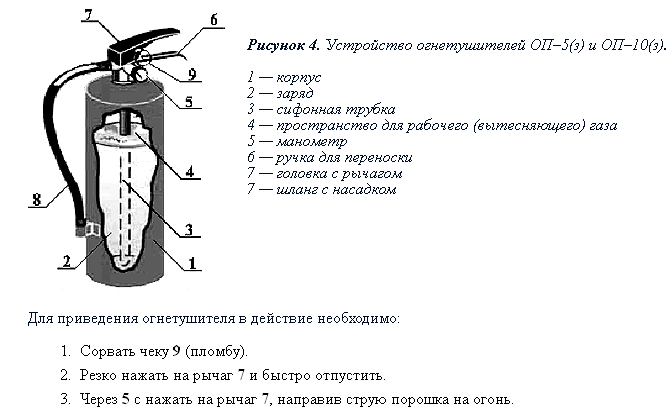 7
6
9
5
4
8
3
2
1
Рисунок 4. Устройство огнетушителей ОП–5(з) и ОП–10(з).
1 — корпус
2 — заряд
3 — сифонная трубка
4 — пространство для рабочего (вытесняющего) газа
5 — манометр
6 — ручка для переноски
7 — головка с рычагом
7 — шланг с насадком
Для приведения огнетушителя в действие необходимо:
1. Сорвать чеку 9 (пломбу).
2. Резко нажать на рычаг 7 и быстро отпустить.
3. Через 5 с нажать на рычаг 7, направив струю порошка на огонь.